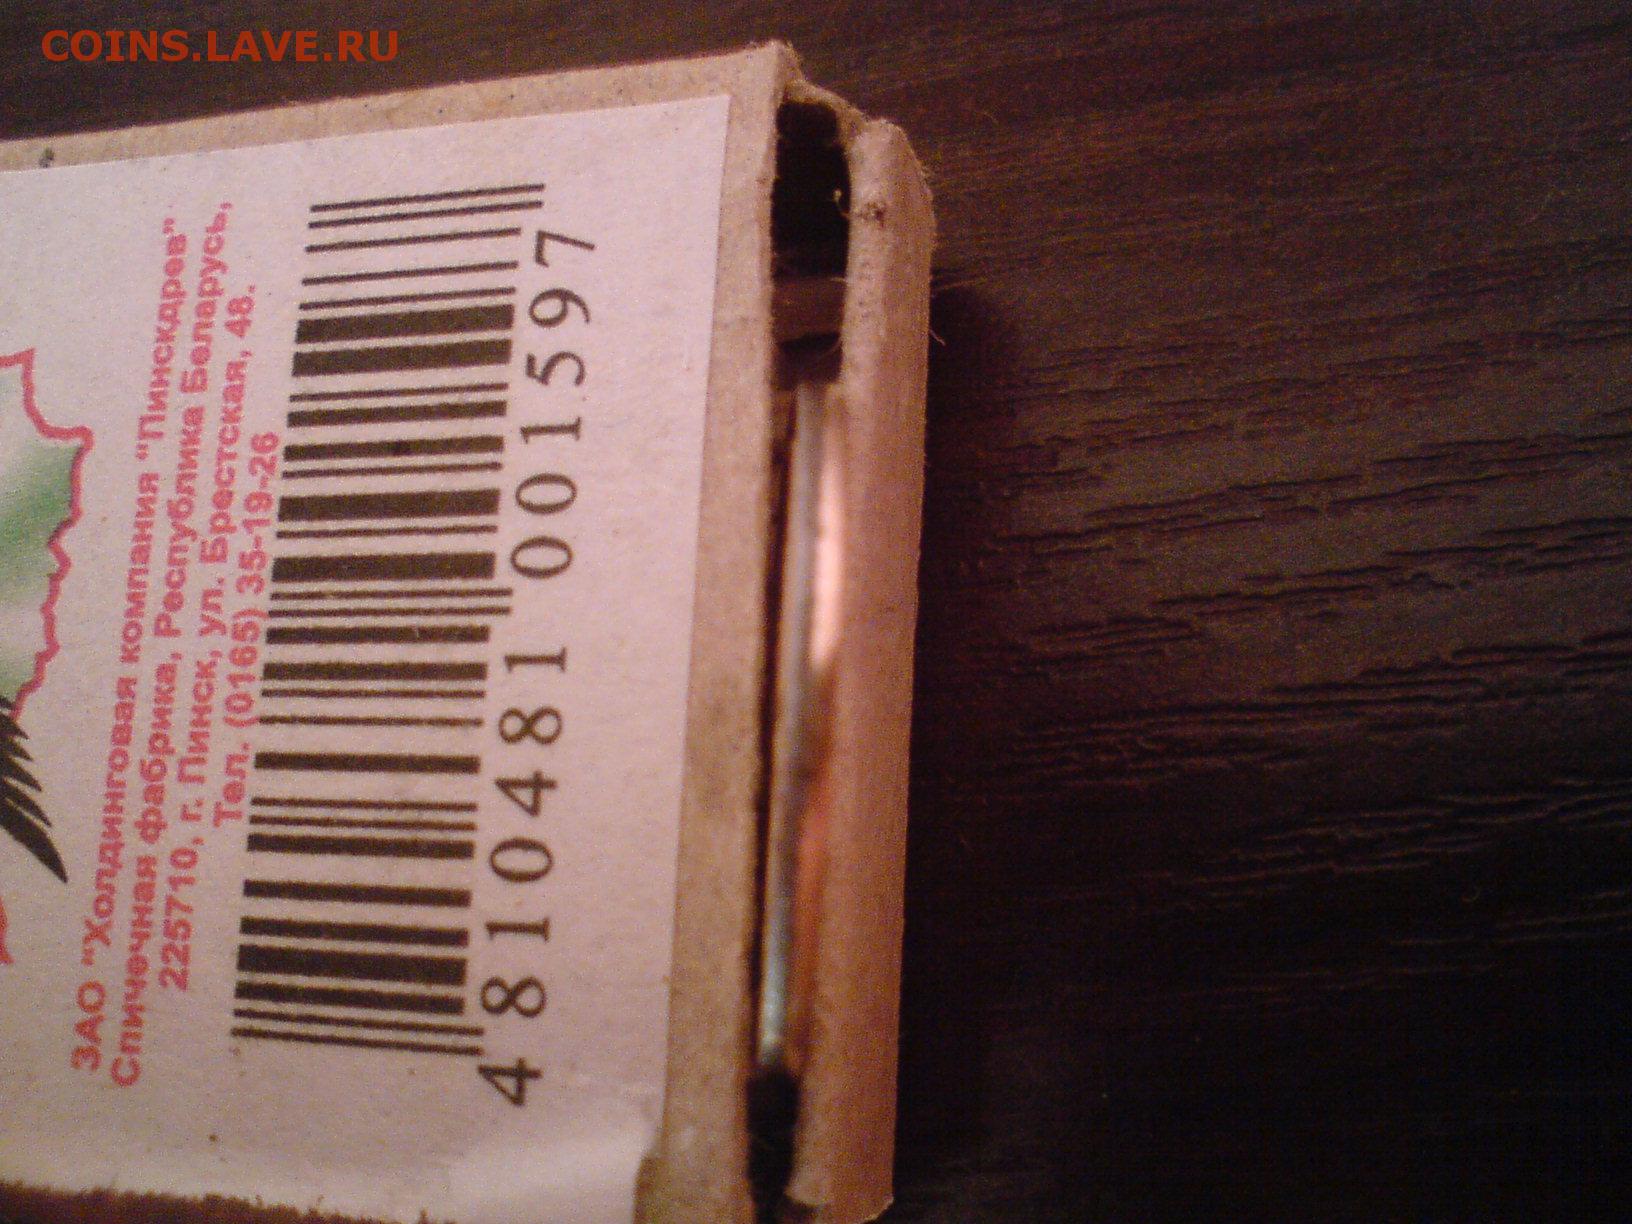 COINS.LAVE.RU
ЗАО "Холдинговая компания "Пинскдрев"
Спичечная фабрика, Республика Беларусь,
225710, г. Пинск, ул. Брестская, 48.
Тел. (0165) 35-19-26
4810481001597